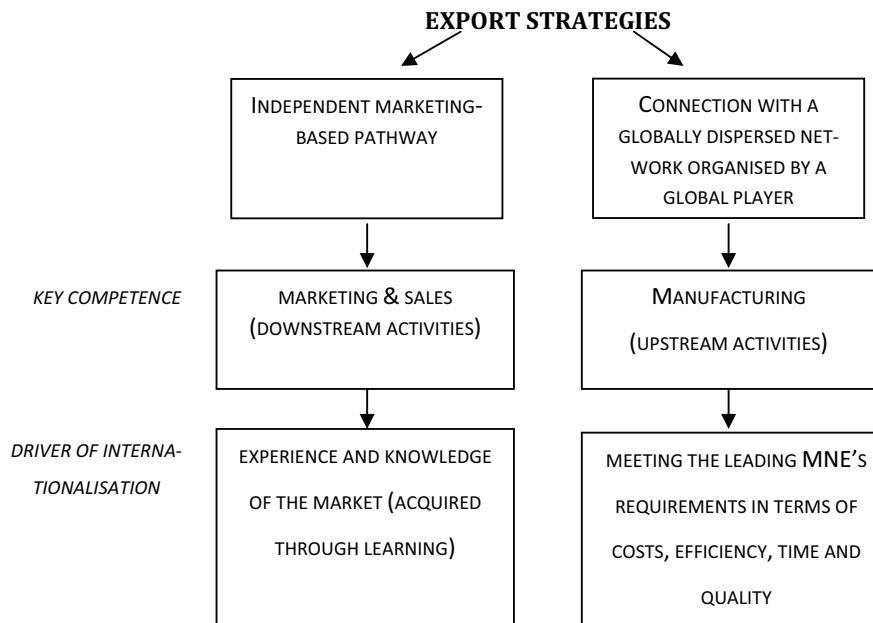 EXPORT STRATEGIES
INDEPENDENT MARKETING-
BASED PATHWAY
CONNECTION WITH A
GLOBALLY DISPERSED NET-
WORK ORGANISED BY A
GLOBAL PLAYER
KEY COMPETENCE
MARKETING & SALES
(DOWNSTREAM ACTIVITIES)
MANUFACTURING
(UPSTREAM ACTIVITIES)
DRIVER OF INTERNA-
TIONALISATION
EXPERIENCE AND KNOWLEDGE
OF THE MARKET (ACQUIRED
THROUGH LEARNING)
MEETING THE LEADING MNE'S
REQUIREMENTS IN TERMS OF
COSTS, EFFICIENCY, TIME AND
QUALITY